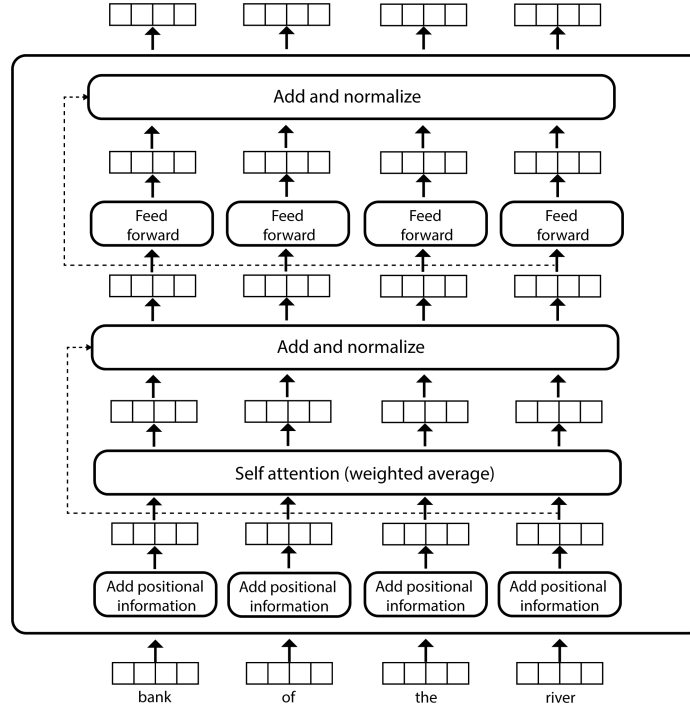 Add and normalize
Feed
forward
Feed
forward
Feed
forward
Feed
forward
Add and normalize
Self attention (weighted average)
Add positional
information
Add positional
information
Add positional
information
Add positional
information
bank
of
the
river